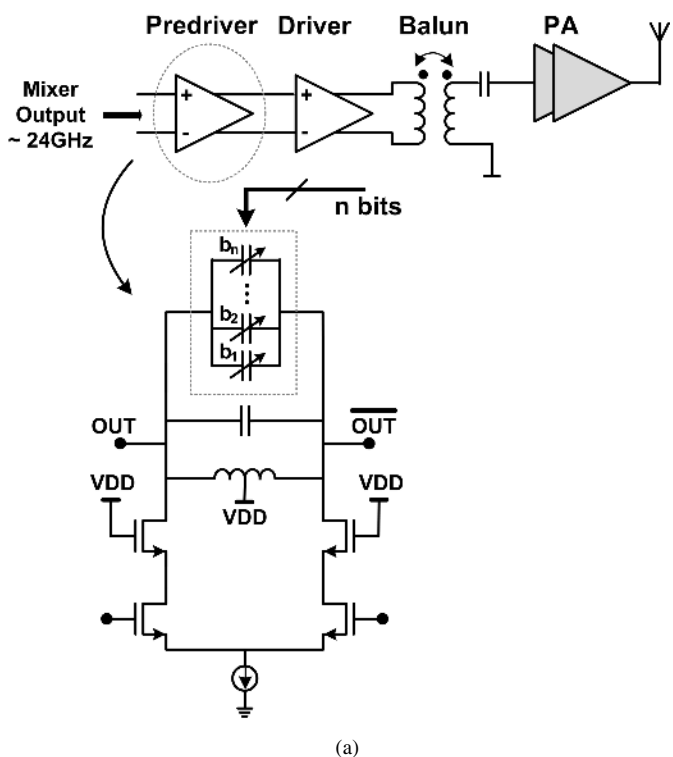 Predriver Driver Balun PA
Mixer
Output
~ 24GHz
+ -
+ -
n bits
bn
b2
b1
OUT
OUT
VDD
VDD
VDD
(a)